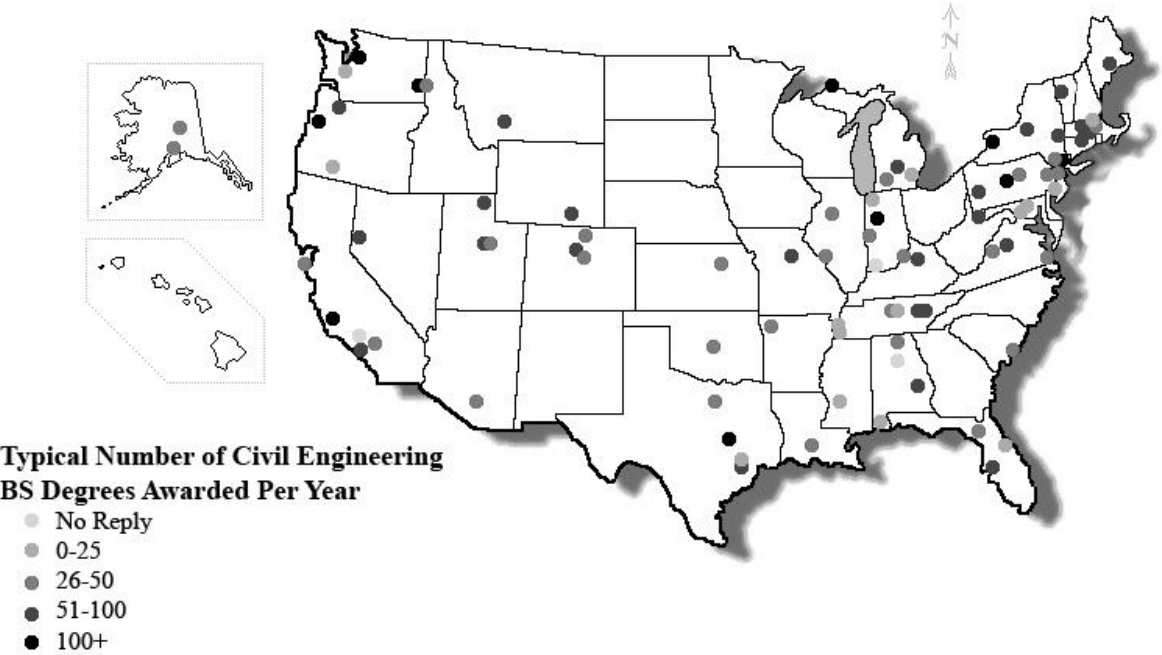 N
Typical Number of Civil Engineering
BS Degrees Awarded Per Year
No Reply
0-25
26-50
51-100
100+